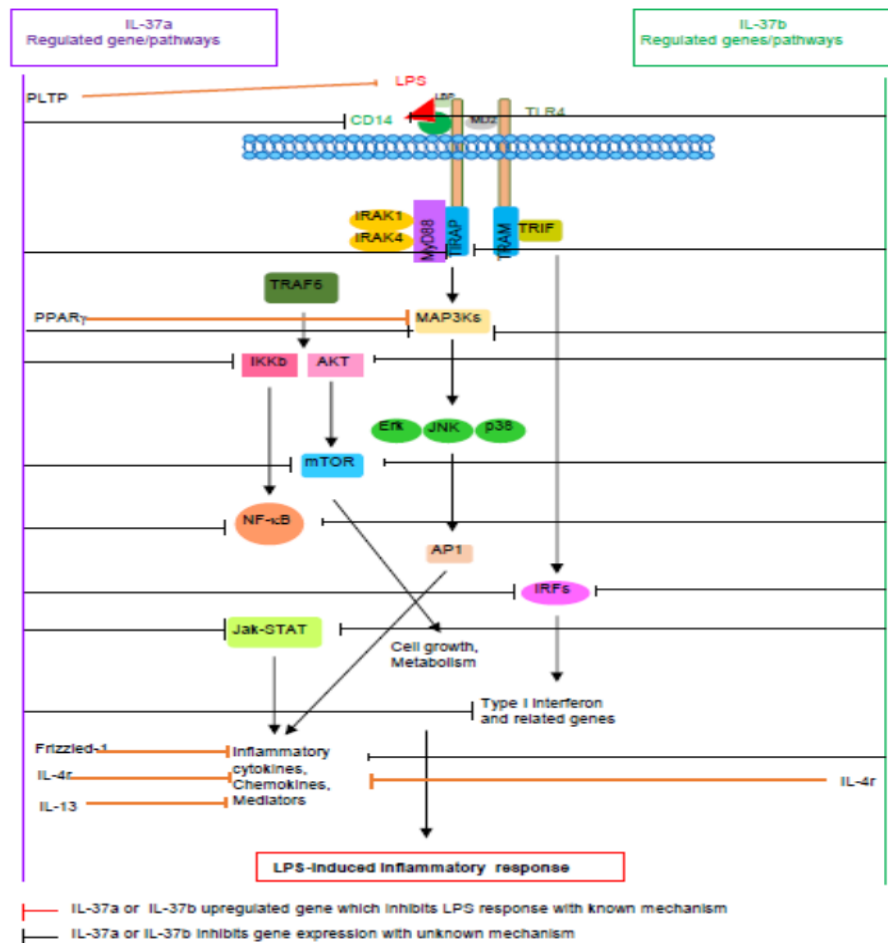 IL-37a
Regulated gene/pathways
IL-37b
Regulated genes/pathways
LPS
PLTP
LBP
CD14
MD2
TLR4
IRAK1
IRAK4
MyD88
TIRAP
TRAM
TRIF
TRAF6
PPARγ
MAP3Ks
IKKb
AKT
Erk
JNK
p38
mTOR
NF-κB
AP1
IRFs
Jak-STAT
Cell growth,
Metabolism
Type I Interferon
and related genes
Frizzled-1
Inflammatory
cytokines,
Chemokines,
Mediators
IL-4r
IL-4r
IL-13
LPS-Induced Inflammatory response
IL-37a or IL-37b upregulated gene which inhibits LPS response with known mechanism
IL-37a or IL-37b inhibits gene expression with unknown mechanism